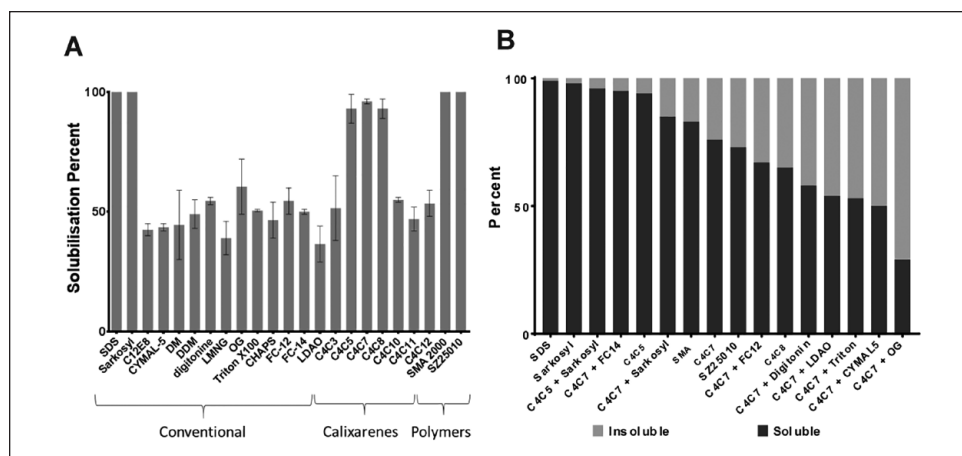 A
Solubilisation Percent
100
50
0
SDS
Sarkosyl
C12E8
CYMAL-5
DM
DDM
digitonine
LMNG
OG
Triton X100
CHAPS
FC-12
FC-14
LDAO
C4C3
C4C5
C4C7
C4C8
C4C10
C4C11
C4C12
SMA 2000
SZ25010
Conventional
Calixarenes
Polymers
B
Percent
100
50
0
SDS
Sarkosyl
C4C5 + Sarkosyl
C4C7 + FC14
C4C5
C4C7 + Sarkosyl
SMA
C4C7
SZ25010
C4C7 + FC12
C4C8
C4C7 + Digitonin
C4C7 + LDAO
C4C7 + Triton
C4C7 + CYMAL5
C4C7 + OG
Insoluble
Soluble